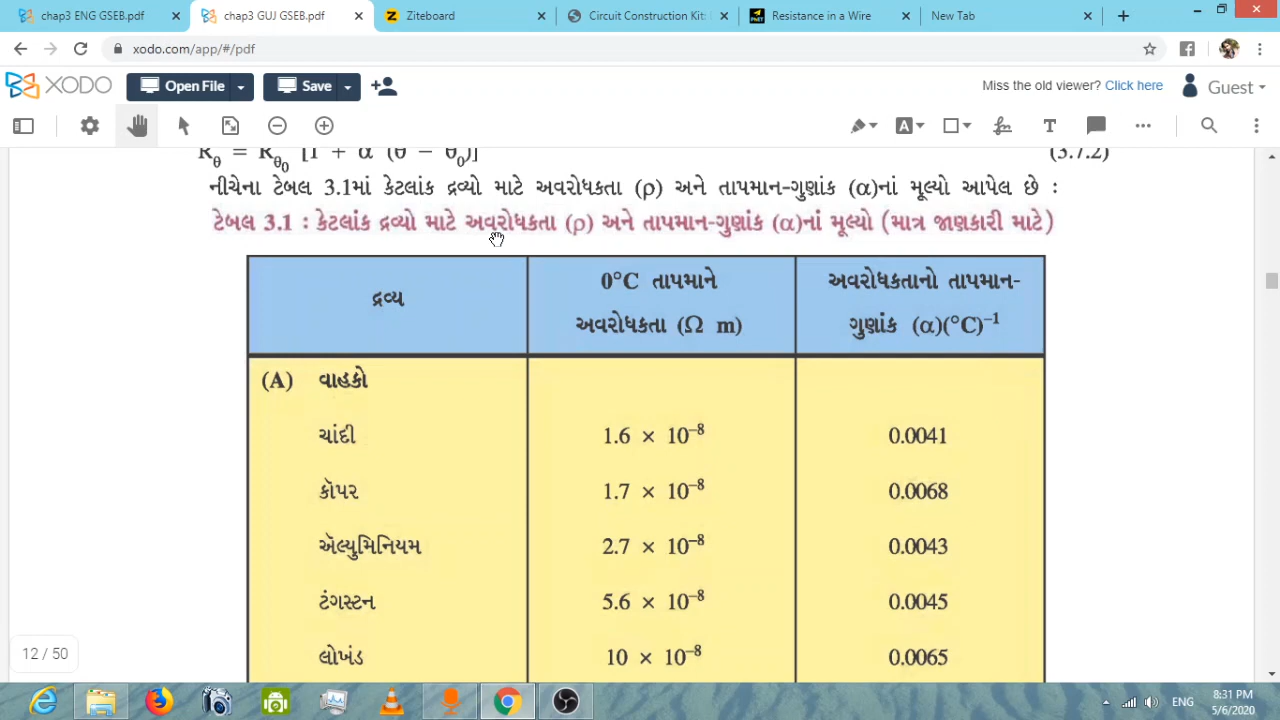 chap3 ENG GSEB.pdf
chap3 GUJ GSEB.pdf
Ziteboard
Circuit Construction Kit:
Resistance in a Wire
New Tab
xodo.com/app/#/pdf
XODO
Open File
Save
Miss the old viewer? Click here
Guest
Rθ = Rθ0 [1 + α (θ − θ0)] (3.7.2)
નીચેના ટેબલ 3.1માં કેટલાંક દ્રવ્યો માટે અવરોધકતા (ρ) અને તાપમાન-ગુણાંક (α)નાં મૂલ્યો આપેલ છે :
ટેબલ 3.1 : કેટલાંક દ્રવ્યો માટે અવરોધકતા (ρ) અને તાપમાન-ગુણાંક (α)નાં મૂલ્યો (માત્ર જાણકારી માટે)
દ્રવ્ય
0°C તાપમાને
અવરોધકતા (Ω m)
અવરોધકતાનો તાપમાન-
ગુણાંક (α)(°C)⁻¹
(A) વાહકો
ચાંદી 1.6 × 10⁻⁸ 0.0041
કૉપર 1.7 × 10⁻⁸ 0.0068
ઍલ્યુમિનિયમ 2.7 × 10⁻⁸ 0.0043
ટંગસ્ટન 5.6 × 10⁻⁸ 0.0045
લોખંડ 10 × 10⁻⁸ 0.0065
12 / 50
ENG
8:31 PM
5/6/2020